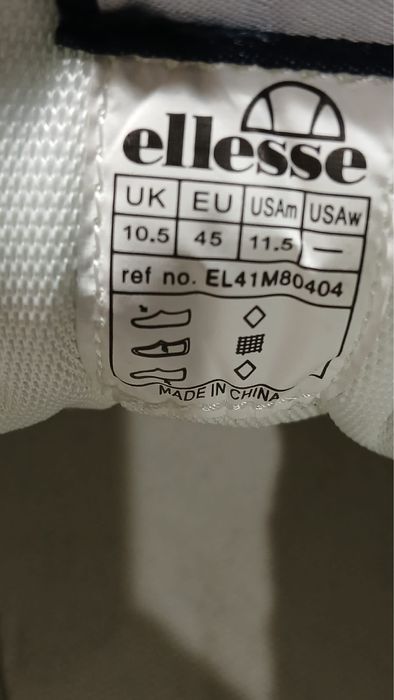 ellesse
UK EU USAm USAw
10.5 45 11.5 —
ref no. EL41M80404
MADE IN CHINA